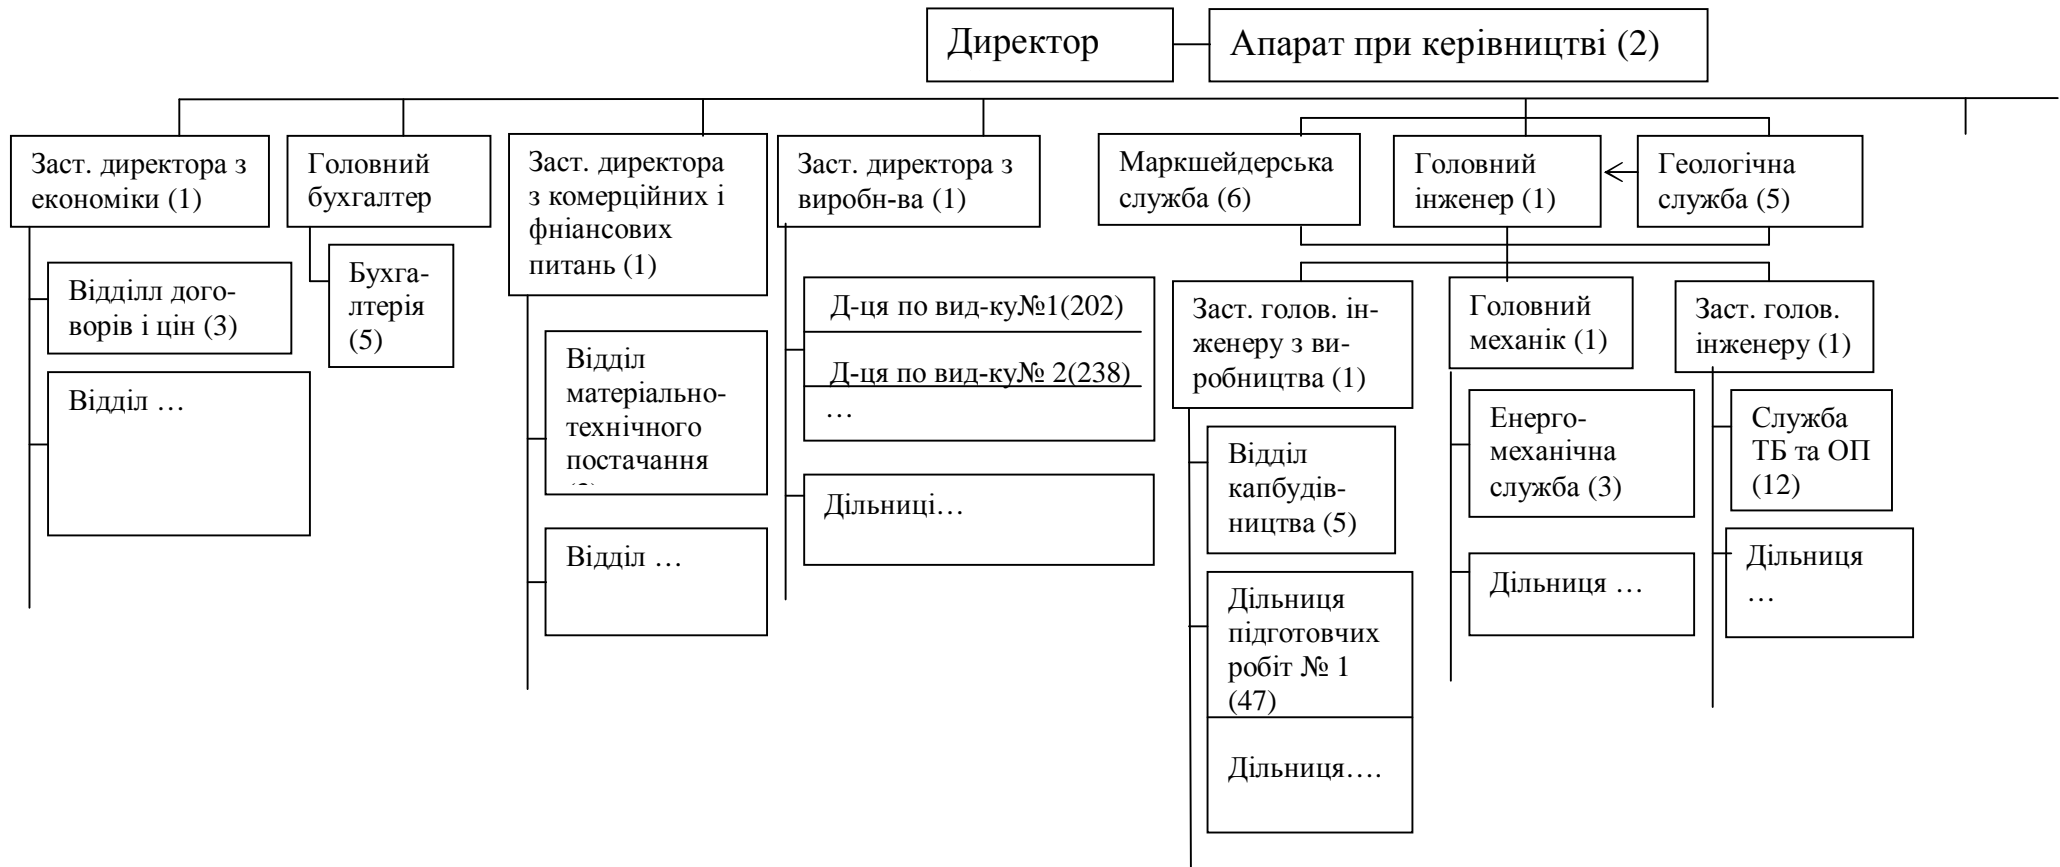 Директор
Апарат при керівництві (2)
Заст. директора з
економіки (1)
Головний
бухгалтер
Заст. директора
з комерційних і
фніансових
питань (1)
Заст. директора з
виробн-ва (1)
Маркшейдерська
служба (6)
Головний
інженер (1)
Геологічна
служба (5)
Відділл дого-
ворів і цін (3)
Відділ …
Бухга-
лтерія
(5)
Відділ
матеріально-
технічного
постачання
Відділ …
Д-ця по вид-ку№1(202)
Д-ця по вид-ку№ 2(238)
…
Дільниці…
Заст. голов. ін-
женеру з ви-
робництва (1)
Відділ
капбудів-
ництва (5)
Дільниця
підготовчих
робіт № 1
(47)
Дільниця….
Головний
механік (1)
Енерго-
механічна
служба (3)
Дільниця …
Заст. голов.
інженеру (1)
Служба
ТБ та ОП
(12)
Дільниця
…